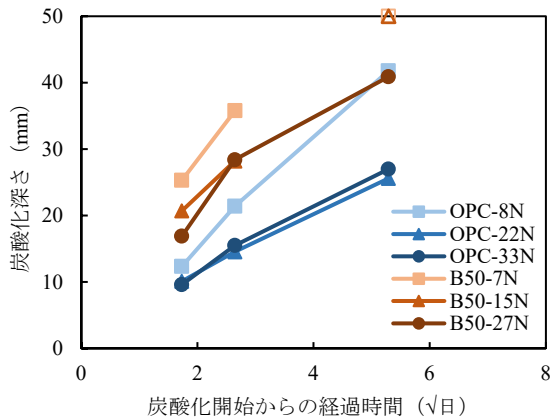 50
40
30
20
10
0
炭酸化深さ（mm）
OPC-8N
OPC-22N
OPC-33N
B50-7N
B50-15N
B50-27N
0 2 4 6 8
炭酸化開始からの経過時間（√日）